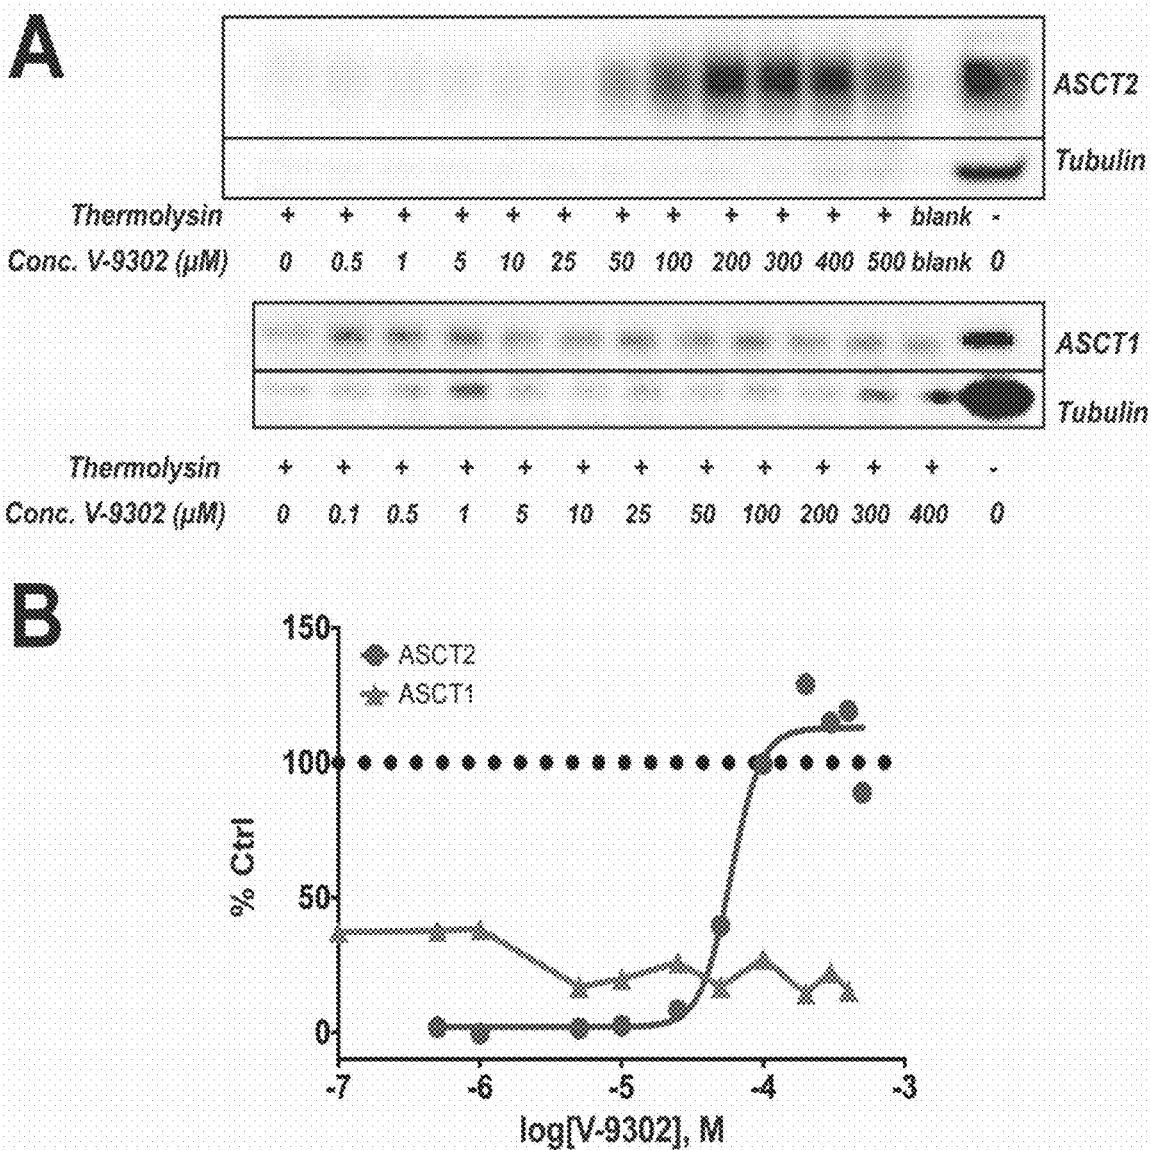 A
ASCT2
Tubulin
Thermolysin + + + + + + + + + + + blank -
Conc. V-9302 (µM) 0 0.5 1 5 10 25 50 100 200 300 400 500 blank 0
ASCT1
Tubulin
Thermolysin + + + + + + + + + + + + -
Conc. V-9302 (µM) 0 0.1 0.5 1 5 10 25 50 100 200 300 400 0
B
150
ASCT2
ASCT1
100
% Ctrl
50
0
-7 -6 -5 -4 -3
log[V-9302], M